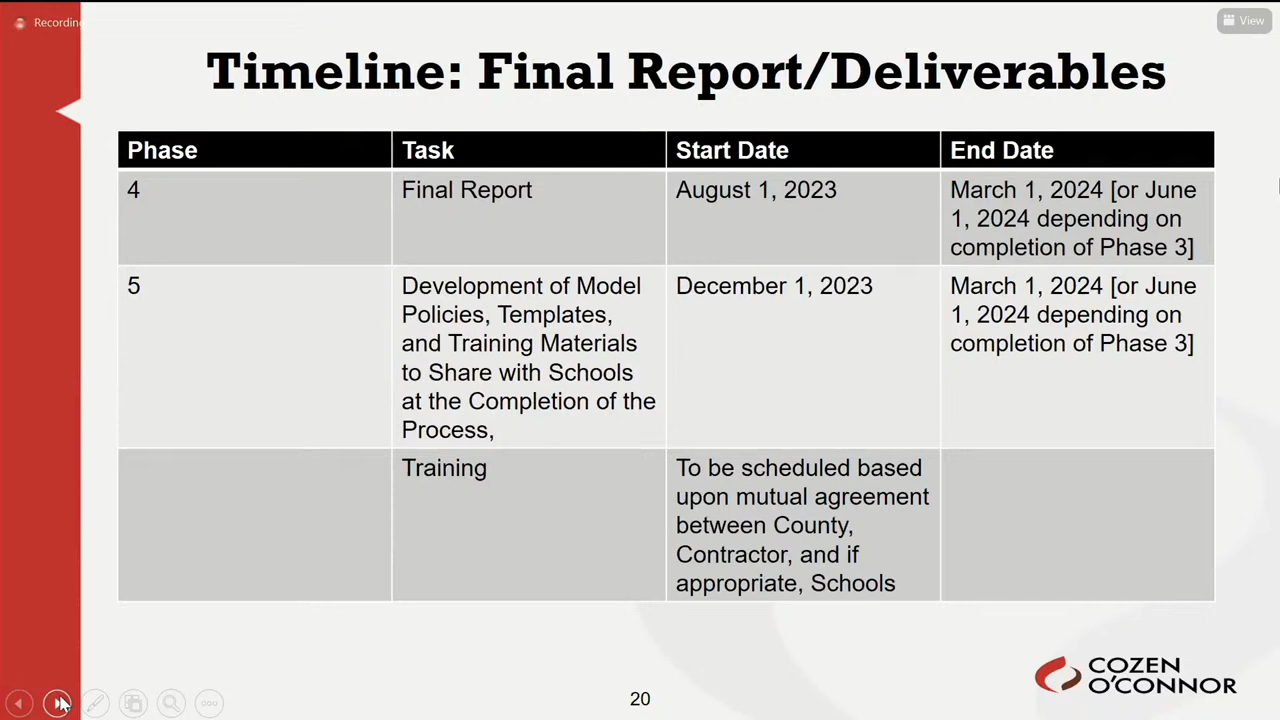 Recording
View
Timeline: Final Report/Deliverables
Phase
Task
Start Date
End Date
4
Final Report
August 1, 2023
March 1, 2024 [or June
1, 2024 depending on
completion of Phase 3]
5
Development of Model
Policies, Templates,
and Training Materials
to Share with Schools
at the Completion of the
Process,
December 1, 2023
March 1, 2024 [or June
1, 2024 depending on
completion of Phase 3]
Training
To be scheduled based
upon mutual agreement
between County,
Contractor, and if
appropriate, Schools
COZEN
O'CONNOR
20